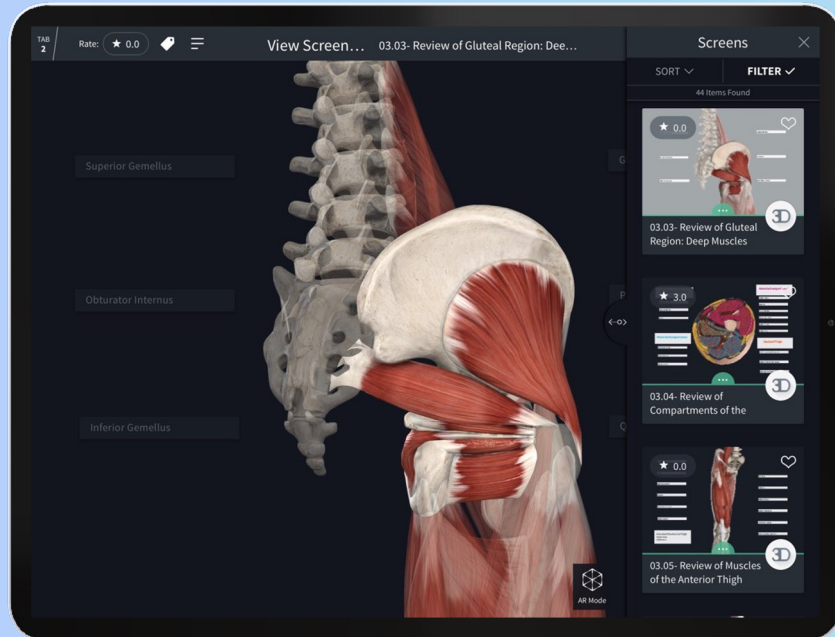 TAB
2
Rate:
★ 0.0
View Screen...
03.03- Review of Gluteal Region: Dee...
Superior Gemellus
Obturator Internus
Inferior Gemellus
G
P
Q
AR Mode
Screens
SORT
FILTER
44 Items Found
★ 0.0
3D
03.03- Review of Gluteal
Region: Deep Muscles
★ 3.0
3D
03.04- Review of
Compartments of the
★ 0.0
3D
03.05- Review of Muscles
of the Anterior Thigh